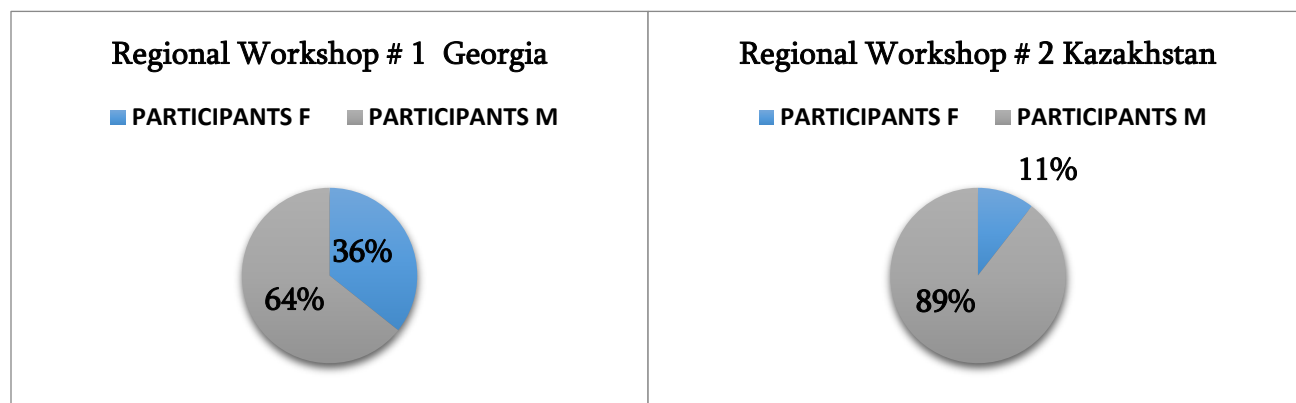 Regional Workshop # 1 Georgia
PARTICIPANTS F PARTICIPANTS M
36%
64%
Regional Workshop # 2 Kazakhstan
PARTICIPANTS F PARTICIPANTS M
11%
89%